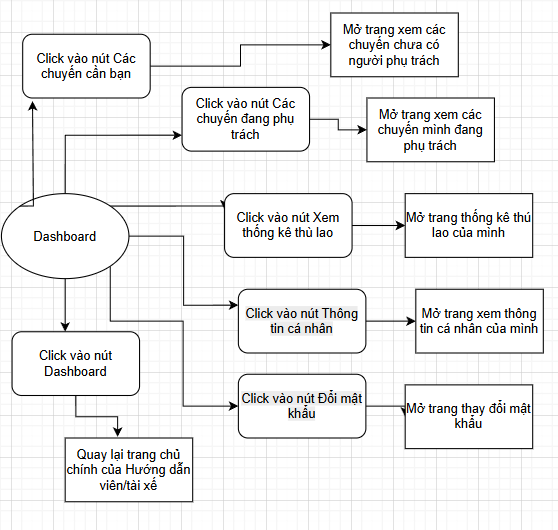 Click vào nút Các
chuyến cần bạn
Mở trang xem các
chuyến chưa có
người phụ trách
Click vào nút Các
chuyến đang phụ
trách
Mở trang xem các
chuyến mình đang
phụ trách
Dashboard
Click vào nút Xem
thống kê thù lao
Mở trang thống kê thú
lao của mình
Click vào nút Thông
tin cá nhân
Mở trang xem thông
tin cá nhân của mình
Click vào nút
Dashboard
Click vào nút Đổi mật
khẩu
Mở trang thay đổi mật
khẩu
Quay lại trang chủ
chính của Hướng dẫn
viên/tài xế